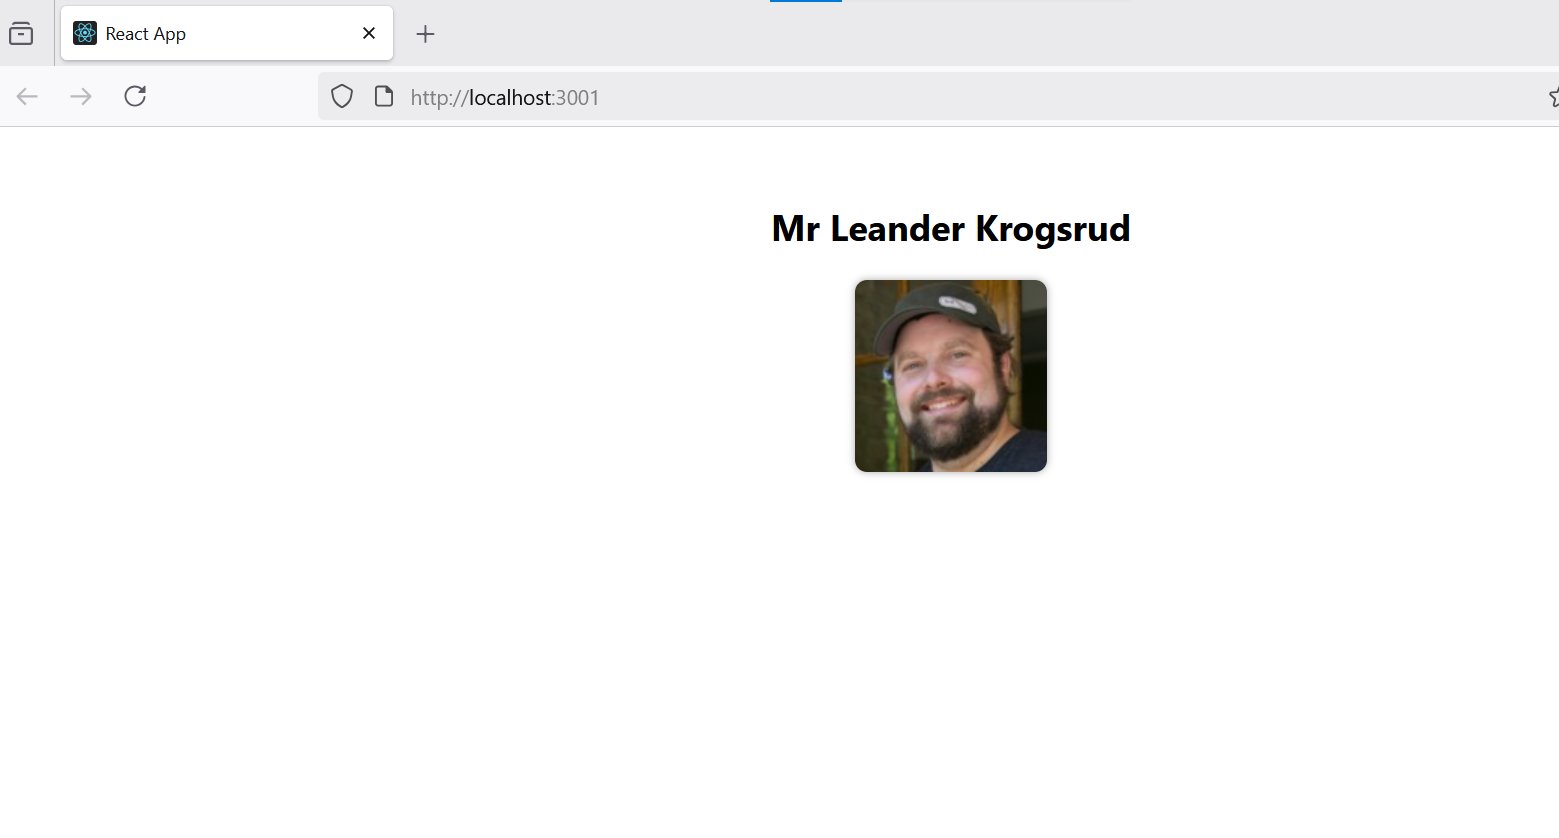 React App
http://localhost:3001
Mr Leander Krogsrud